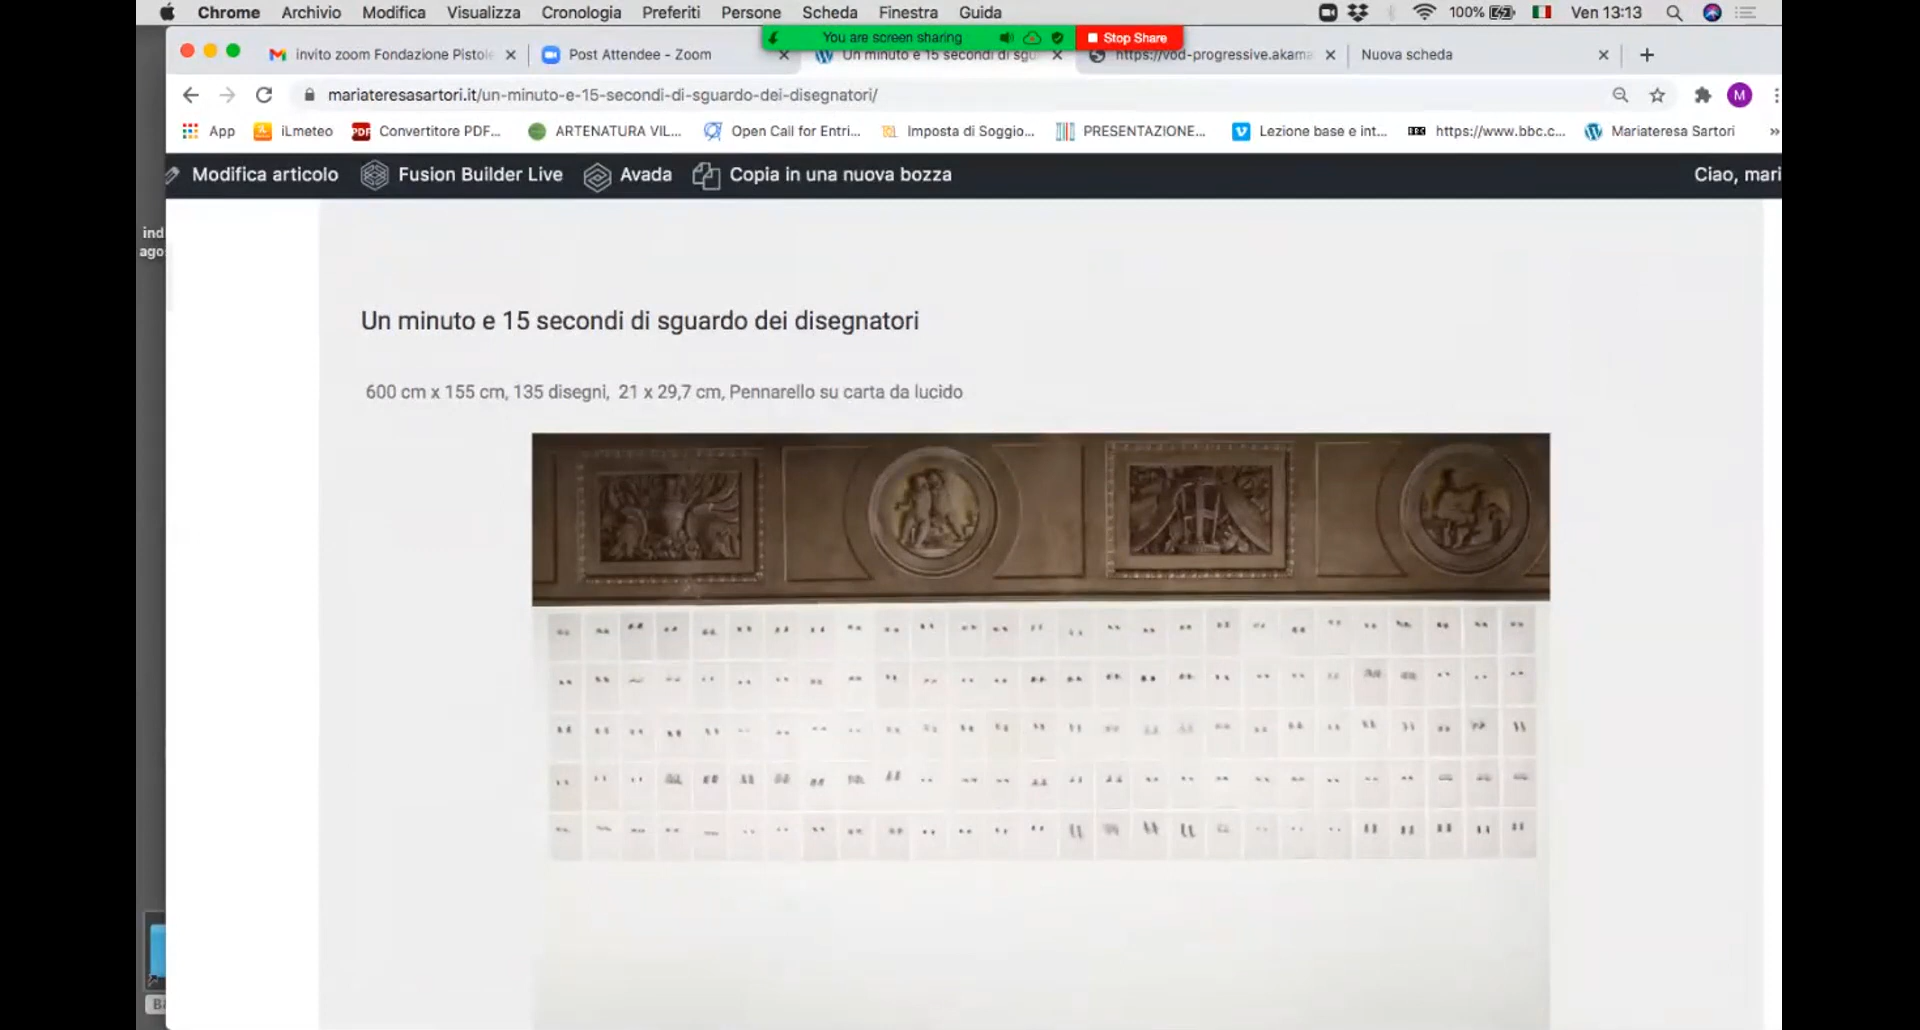 Chrome Archivio Modifica Visualizza Cronologia Preferiti Persone Scheda Finestra Guida 100% Ven 13:13
You are screen sharing Stop Share
invito zoom Fondazione Pistole Post Attendee - Zoom Un minuto e 15 secondi di sgu https://vod-progressive.akama Nuova scheda
mariateresasartori.it/un-minuto-e-15-secondi-di-sguardo-dei-disegnatori/ M
App iLmeteo PDF Convertitore PDF... ARTENATURA VIL... Open Call for Entri... Imposta di Soggio... PRESENTAZIONE... Lezione base e int... BBC https://www.bbc.c... Mariateresa Sartori »
Modifica articolo Fusion Builder Live Avada Copia in una nuova bozza Ciao, mari
ind
ago
Un minuto e 15 secondi di sguardo dei disegnatori
600 cm x 155 cm, 135 disegni, 21 x 29,7 cm, Pennarello su carta da lucido